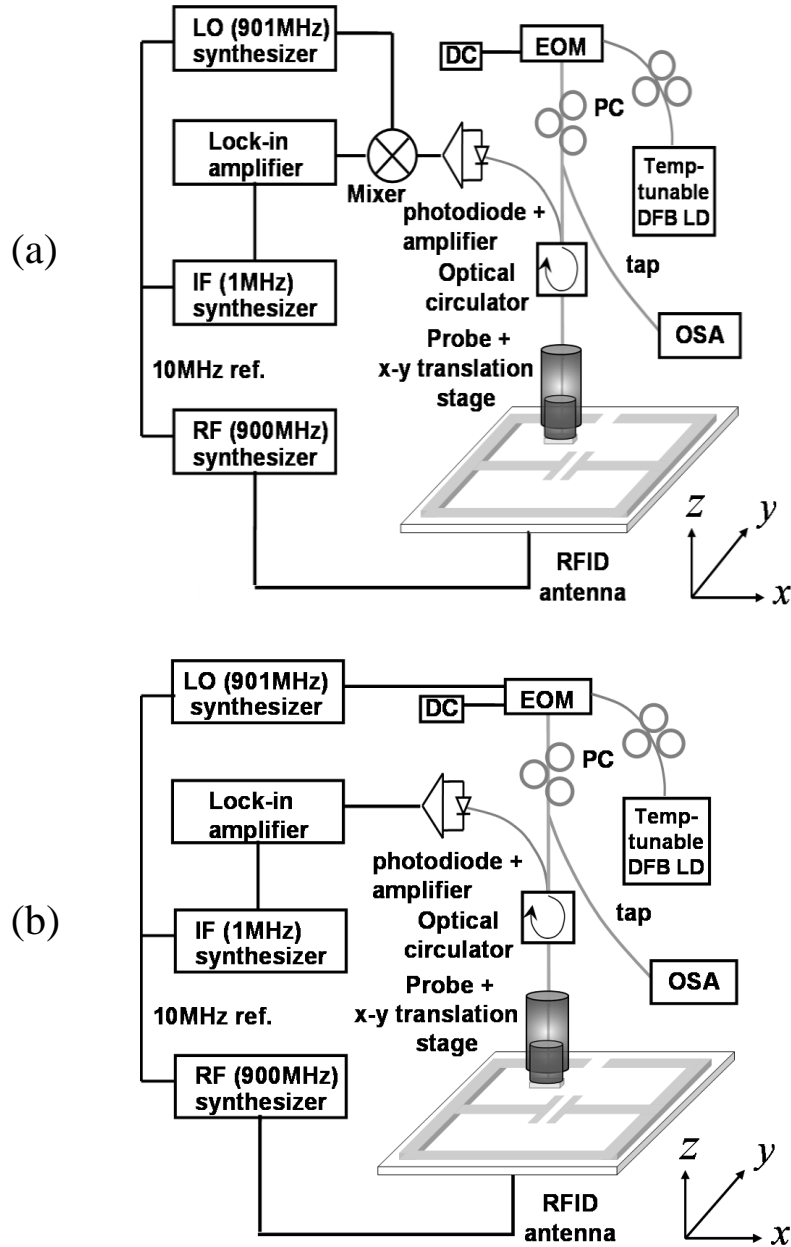 (a)
LO (901MHz)
synthesizer
DC
EOM
PC
Lock-in
amplifier
Mixer
Temp-
tunable
DFB LD
photodiode +
amplifier
Optical
circulator
tap
IF (1MHz)
synthesizer
OSA
Probe +
x-y translation
stage
10MHz ref.
RF (900MHz)
synthesizer
RFID
antenna
z
y
x
(b)
LO (901MHz)
synthesizer
DC
EOM
PC
Lock-in
amplifier
Temp-
tunable
DFB LD
photodiode +
amplifier
Optical
circulator
tap
IF (1MHz)
synthesizer
OSA
Probe +
x-y translation
stage
10MHz ref.
RF (900MHz)
synthesizer
RFID
antenna
z
y
x